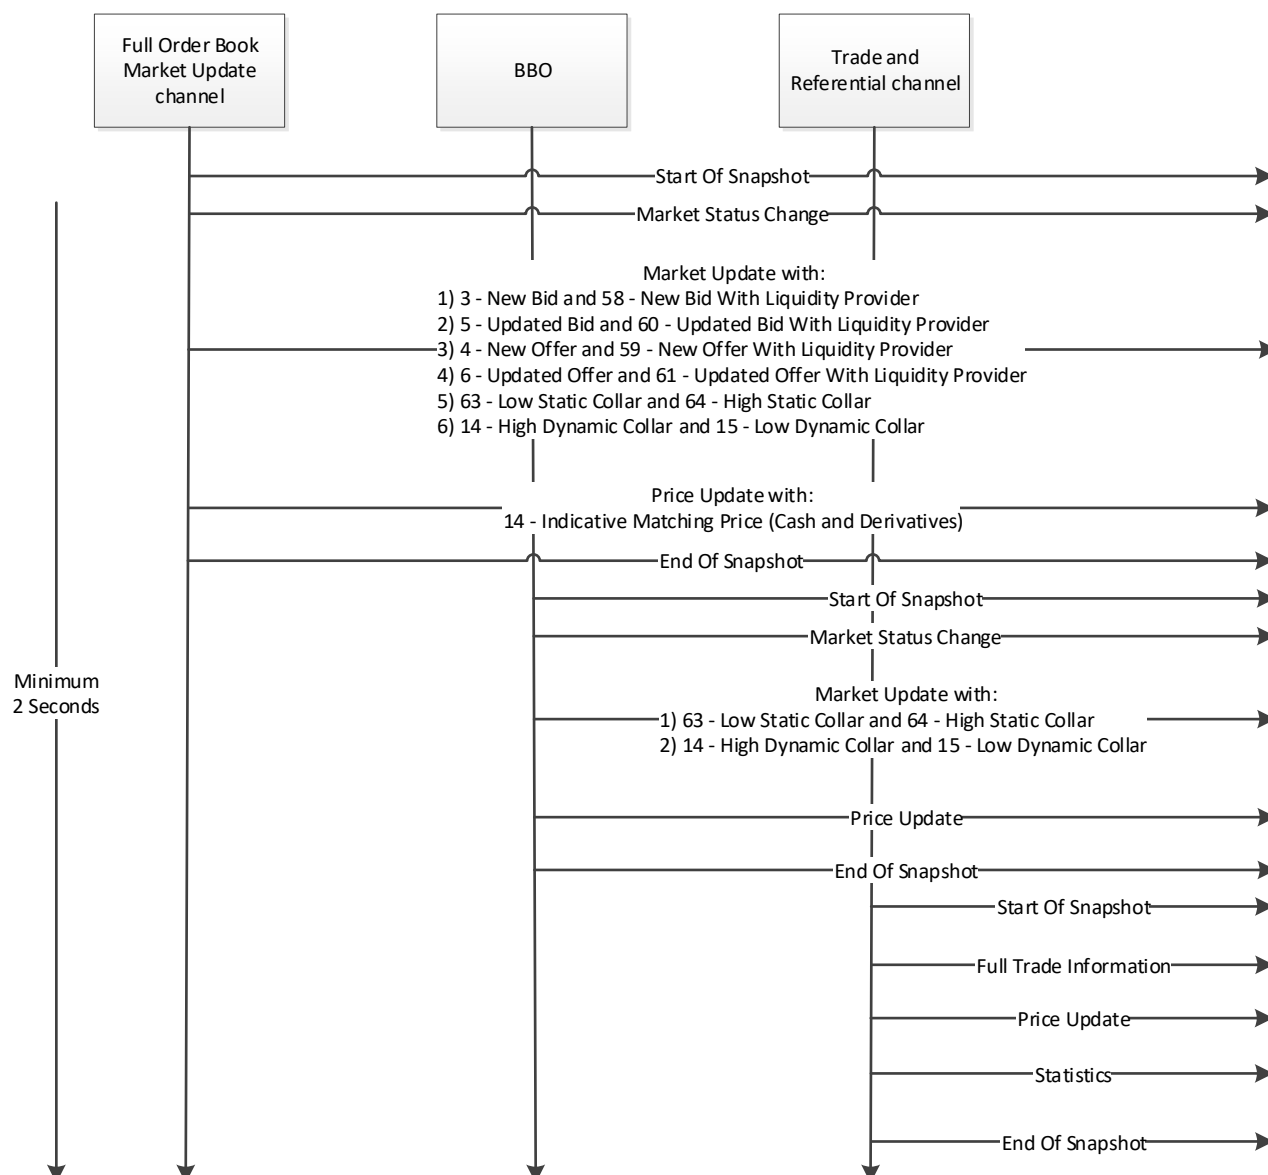 Full Order Book
Market Update
channel
BBO
Trade and
Referential channel
Start Of Snapshot
Market Status Change
Market Update with:
1) 3 - New Bid and 58 - New Bid With Liquidity Provider
2) 5 - Updated Bid and 60 - Updated Bid With Liquidity Provider
3) 4 - New Offer and 59 - New Offer With Liquidity Provider
4) 6 - Updated Offer and 61 - Updated Offer With Liquidity Provider
5) 63 - Low Static Collar and 64 - High Static Collar
6) 14 - High Dynamic Collar and 15 - Low Dynamic Collar
Price Update with:
14 - Indicative Matching Price (Cash and Derivatives)
End Of Snapshot
Start Of Snapshot
Market Status Change
Minimum
2 Seconds
Market Update with:
1) 63 - Low Static Collar and 64 - High Static Collar
2) 14 - High Dynamic Collar and 15 - Low Dynamic Collar
Price Update
End Of Snapshot
Start Of Snapshot
Full Trade Information
Price Update
Statistics
End Of Snapshot